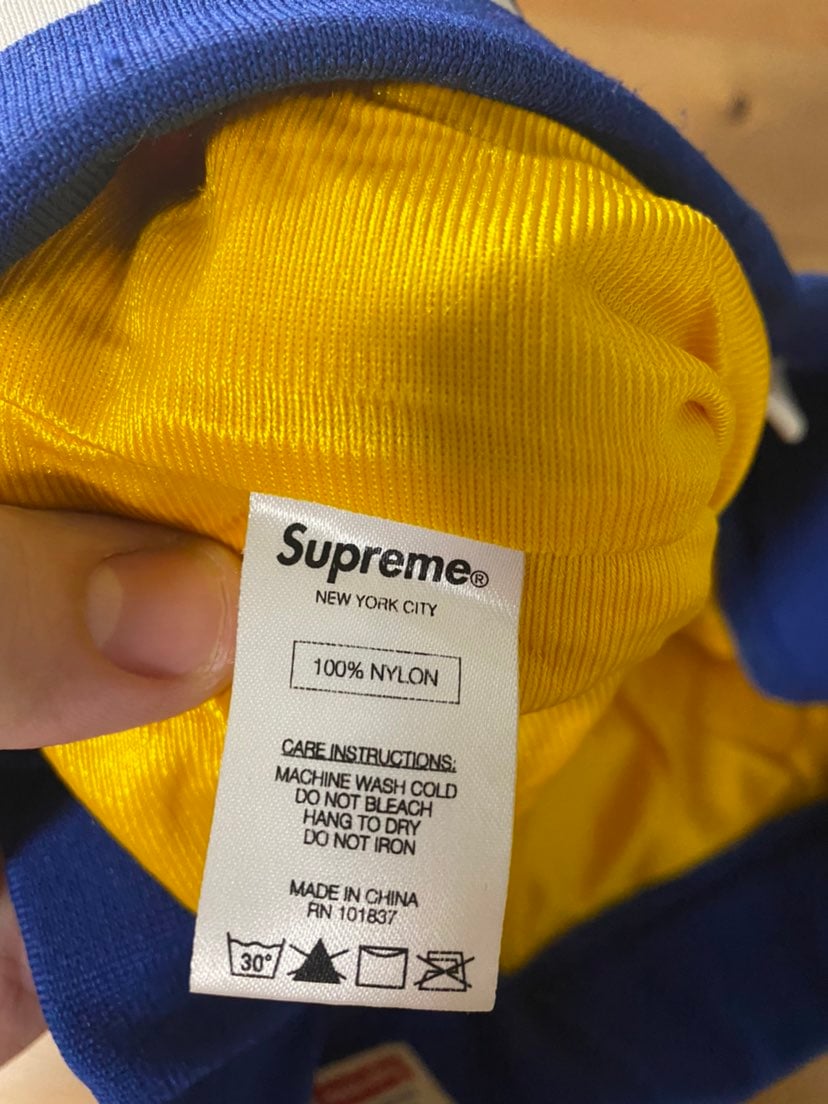 Supreme®
NEW YORK CITY
100% NYLON
CARE INSTRUCTIONS:
MACHINE WASH COLD
DO NOT BLEACH
HANG TO DRY
DO NOT IRON
MADE IN CHINA
RN 101837
30°